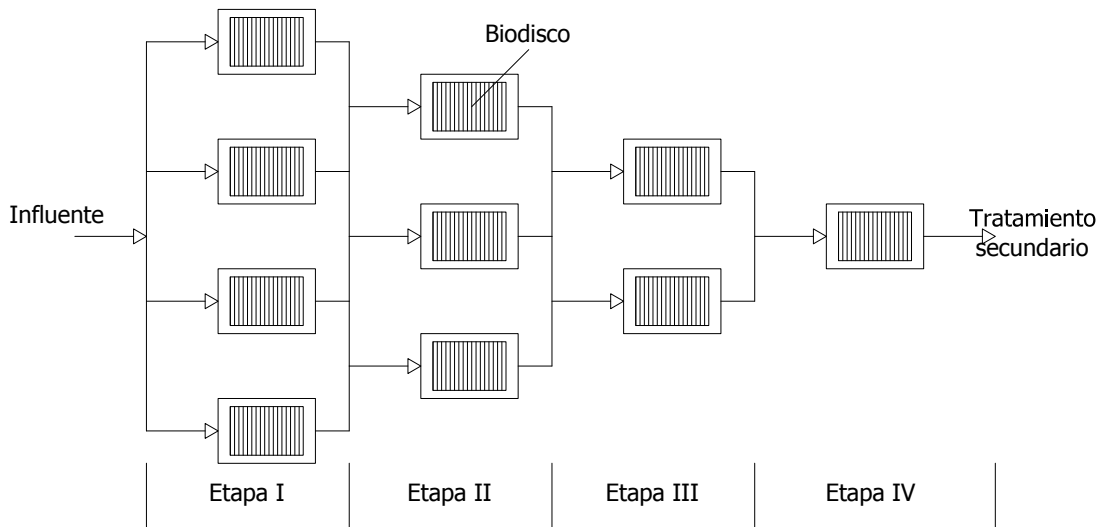 Biodisco
Influente
Tratamiento
secundario
Etapa I
Etapa II
Etapa III
Etapa IV